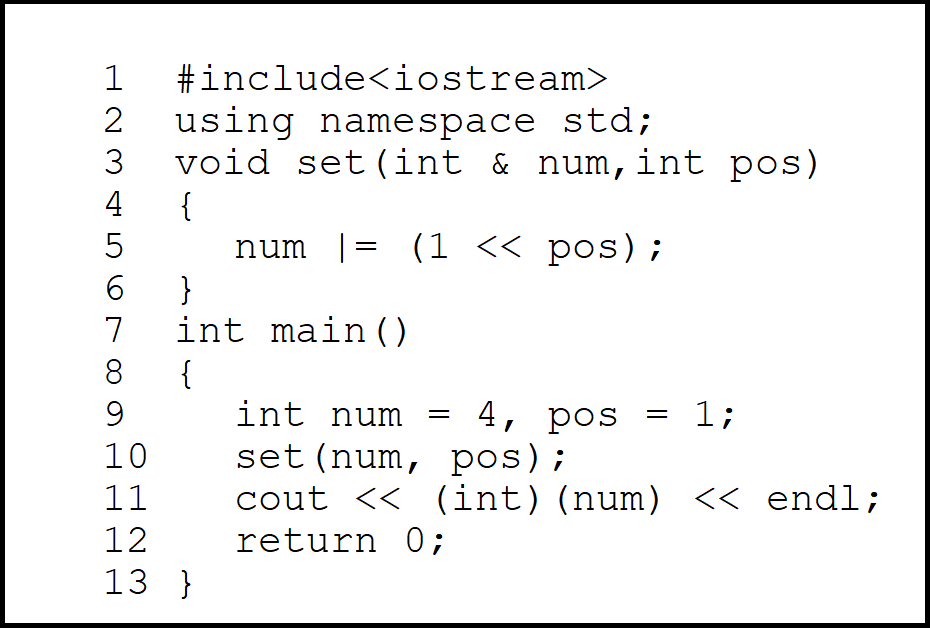 1 #include<iostream>
2 using namespace std;
3 void set(int & num,int pos)
4 {
5 num |= (1 << pos);
6 }
7 int main()
8 {
9 int num = 4, pos = 1;
10 set(num, pos);
11 cout << (int)(num) << endl;
12 return 0;
13 }